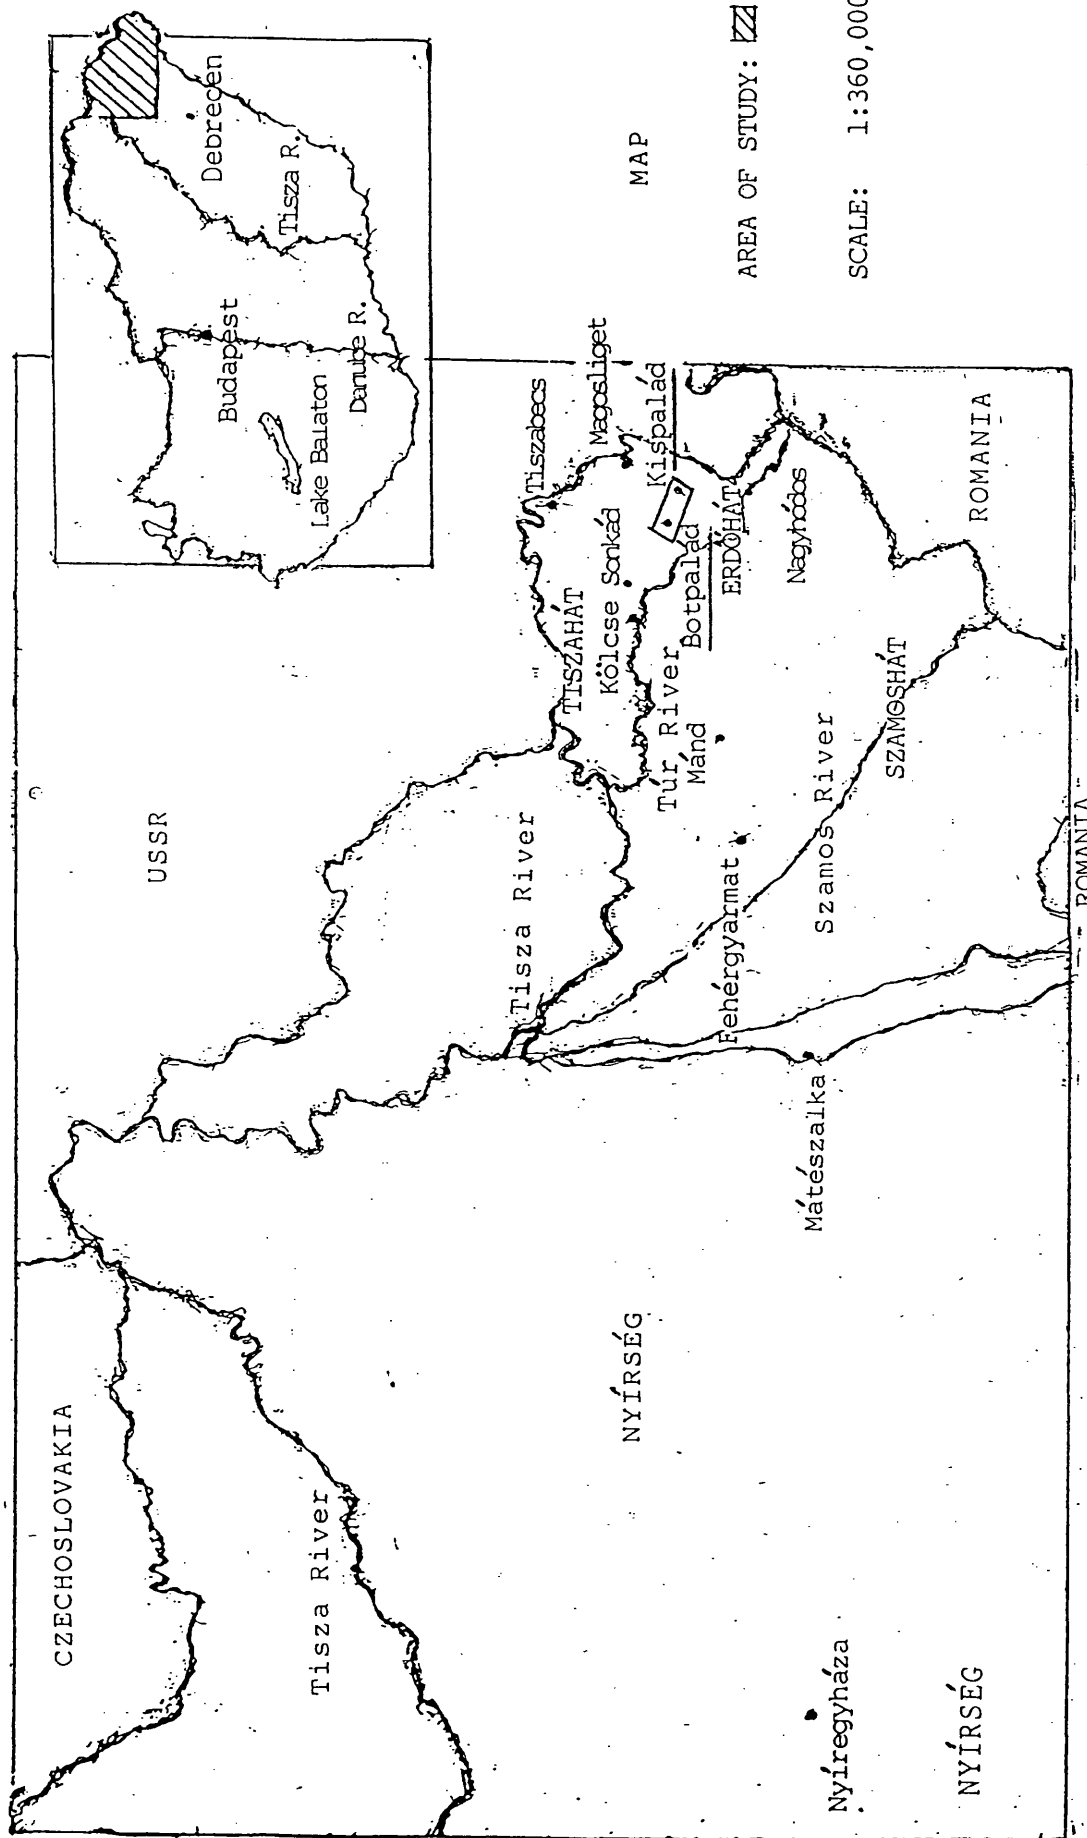 CZECHOSLOVAKIA
USSR
Tisza River
Tisza River
TISZAHÁT
Tiszabecs
Magosliget
Kölcse
Sonkád
Kispalád
Botpalád
Túr River
Mánd
ERDŐHÁT
Nagyhódos
Fehérgyarmat
Szamos River
SZAMOSHÁT
ROMANIA
ROMANIA
Mátészalka
NYÍRSÉG
Nyíregyháza
NYÍRSÉG
Budapest
Debrecen
Lake Balaton
Danube R.
Tisza R.
MAP
AREA OF STUDY:
SCALE: 1:360,000